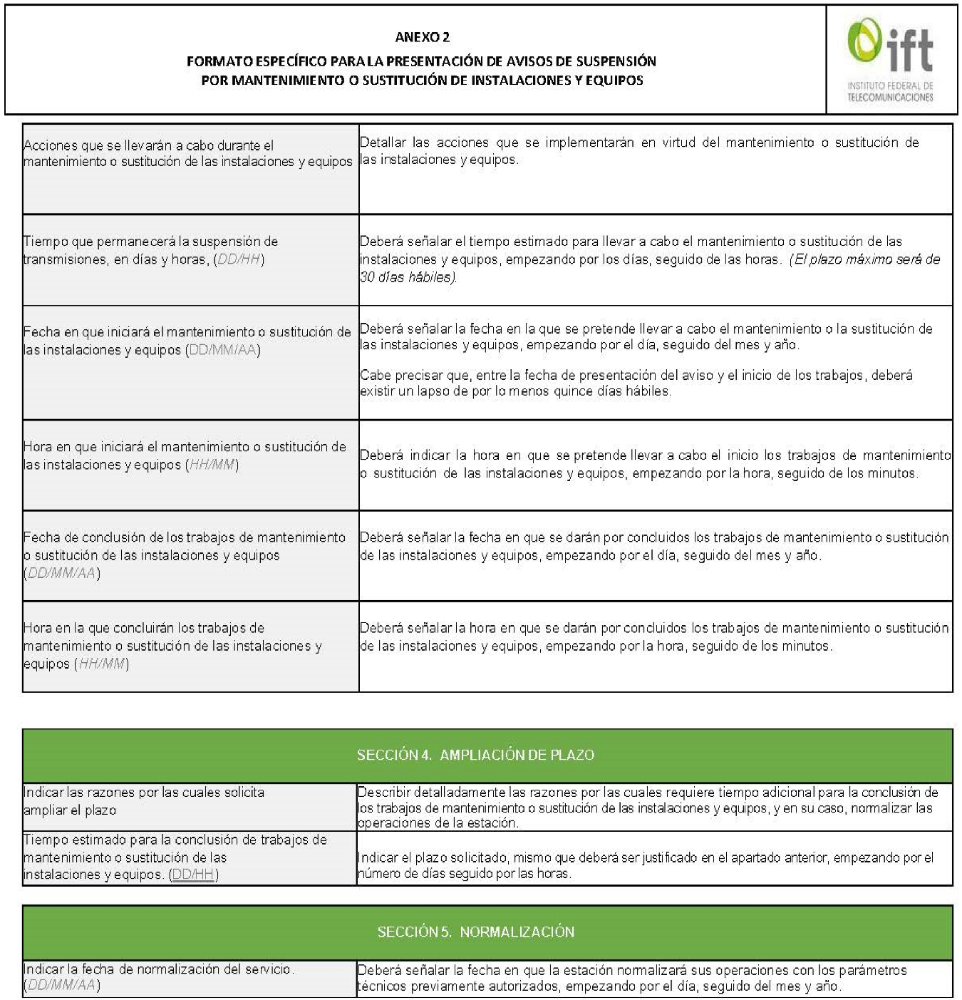 ANEXO 2
FORMATO ESPECÍFICO PARA LA PRESENTACIÓN DE AVISOS DE SUSPENSIÓN
POR MANTENIMIENTO O SUSTITUCIÓN DE INSTALACIONES Y EQUIPOS
ift
INSTITUTO FEDERAL DE
TELECOMUNICACIONES
Acciones que se llevarán a cabo durante el
mantenimiento o sustitución de las instalaciones y equipos
Detallar las acciones que se implementarán en virtud del mantenimiento o sustitución de
las instalaciones y equipos.
Tiempo que permanecerá la suspensión de
transmisiones, en días y horas, (DD/HH)
Deberá señalar el tiempo estimado para llevar a cabo el mantenimiento o sustitución de las
instalaciones y equipos, empezando por los días, seguido de las horas. (El plazo máximo será de
30 días hábiles).
Fecha en que iniciará el mantenimiento o sustitución de
las instalaciones y equipos (DD/MM/AA)
Deberá señalar la fecha en la que se pretende llevar a cabo el mantenimiento o la sustitución de
las instalaciones y equipos, empezando por el día, seguido del mes y año.
Cabe precisar que, entre la fecha de presentación del aviso y el inicio de los trabajos, deberá
existir un lapso de por lo menos quince días hábiles.
Hora en que iniciará el mantenimiento o sustitución de
las instalaciones y equipos (HH/MM)
Deberá indicar la hora en que se pretende llevar a cabo el inicio los trabajos de mantenimiento
o sustitución de las instalaciones y equipos, empezando por la hora, seguido de los minutos.
Fecha de conclusión de los trabajos de mantenimiento
o sustitución de las instalaciones y equipos
(DD/MM/AA)
Deberá señalar la fecha en que se darán por concluidos los trabajos de mantenimiento o sustitución
de las instalaciones y equipos, empezando por el día, seguido del mes y año.
Hora en la que concluirán los trabajos de
mantenimiento o sustitución de las instalaciones y
equipos (HH/MM)
Deberá señalar la hora en que se darán por concluidos los trabajos de mantenimiento o sustitución
de las instalaciones y equipos, empezando por la hora, seguido de los minutos.
SECCIÓN 4. AMPLIACIÓN DE PLAZO
Indicar las razones por las cuales solicita
ampliar el plazo
Describir detalladamente las razones por las cuales requiere tiempo adicional para la conclusión de
los trabajos de mantenimiento o sustitución de las instalaciones y equipos, y en su caso, normalizar las
operaciones de la estación.
Tiempo estimado para la conclusión de trabajos de
mantenimiento o sustitución de las
instalaciones y equipos. (DD/HH)
Indicar el plazo solicitado, mismo que deberá ser justificado en el apartado anterior, empezando por el
número de días seguido por las horas.
SECCIÓN 5. NORMALIZACIÓN
Indicar la fecha de normalización del servicio.
(DD/MM/AA)
Deberá señalar la fecha en que la estación normalizará sus operaciones con los parámetros
técnicos previamente autorizados, empezando por el día, seguido del mes y año.